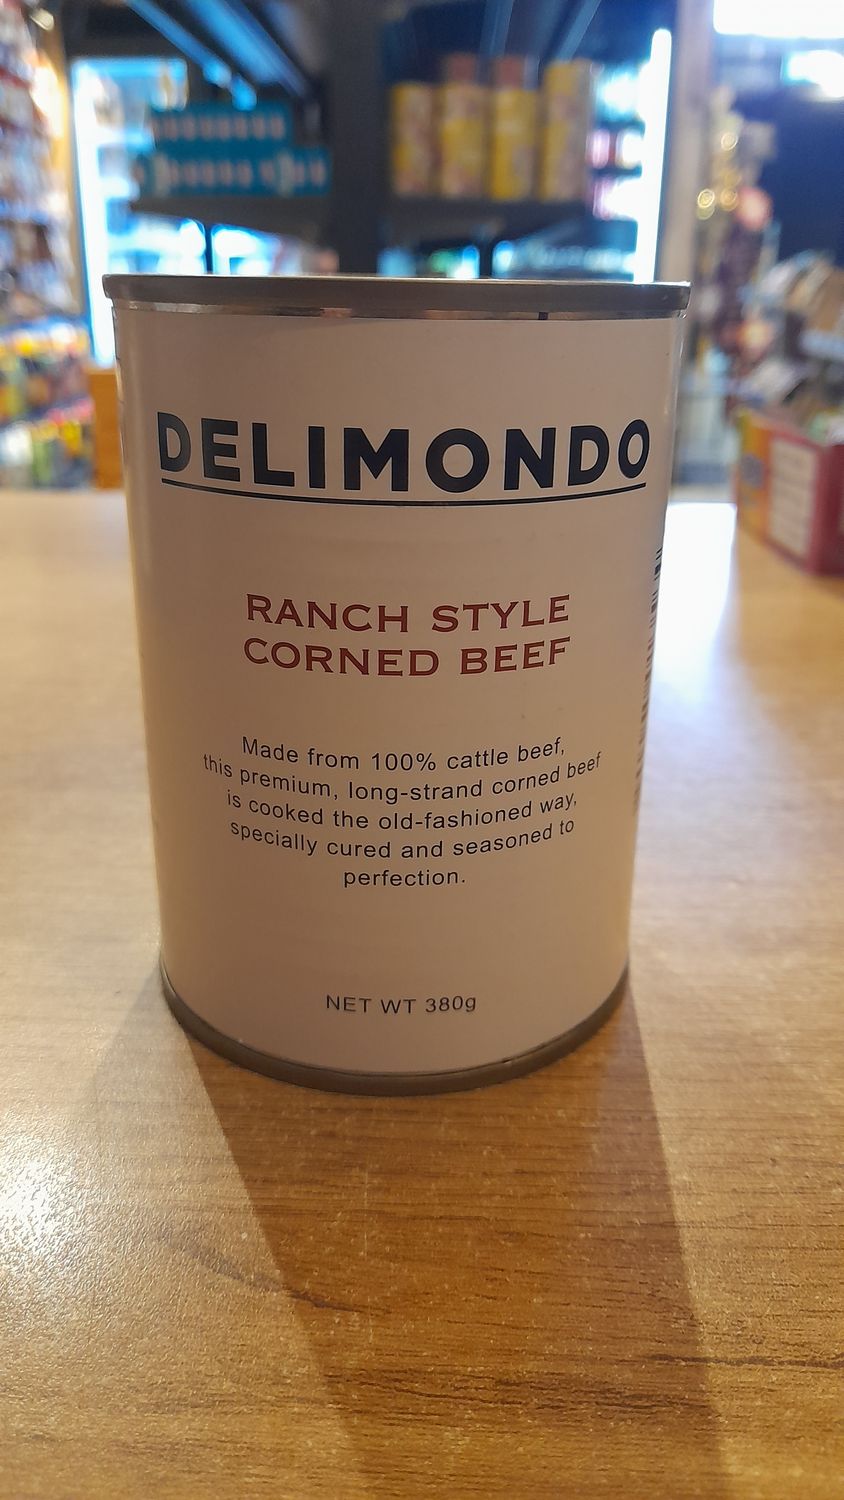 DELIMONDO
RANCH STYLE
CORNED BEEF
Made from 100% cattle beef,
this premium, long-strand corned beef
is cooked the old-fashioned way,
specially cured and seasoned to
perfection.
NET WT 380g